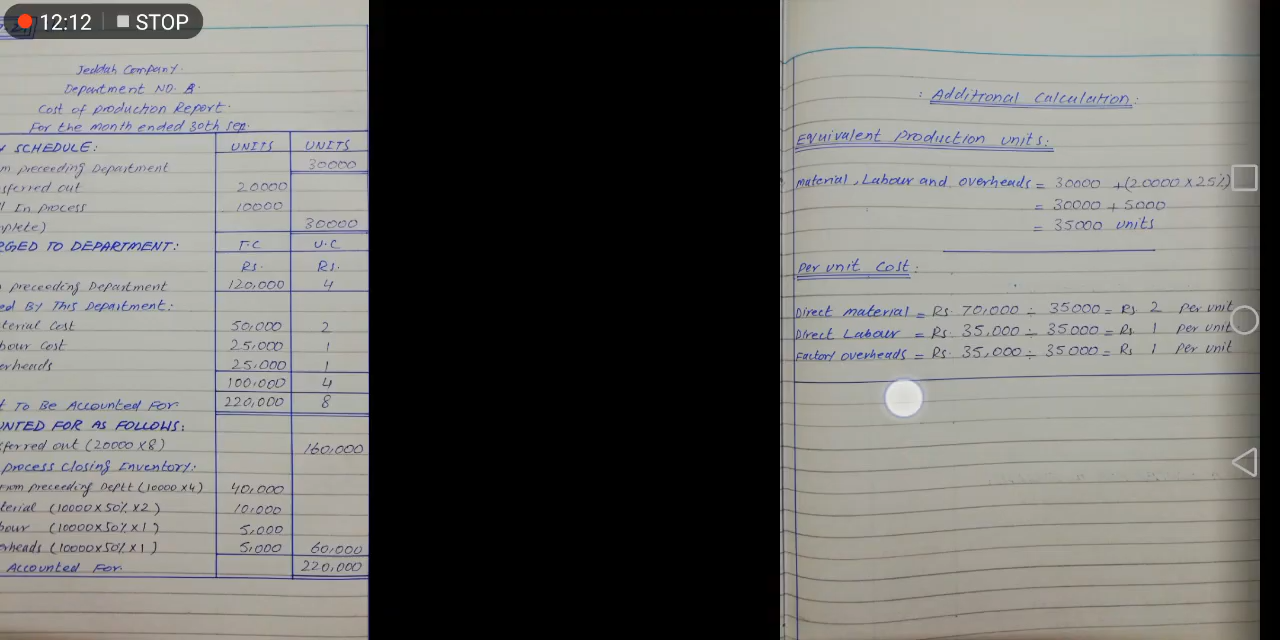 12:12 STOP
Jeddah Company.
Department NO. A.
Cost of production Report.
For the month ended 30th Sep.
SCHEDULE: UNITS UNITS
preceeding Department 30000
sferred out 20000
In process 10000
mplete) 30000
RGED TO DEPARTMENT: T.C U.C
Rs. Rs.
preceeding Department 120,000 4
ed By This Department:
terial Cost 50,000 2
bour Cost 25,000 1
erheads 25,000 1
100,000 4
t To Be Accounted For 220,000 8
UNTED FOR AS FOLLOWS:
sferred out (20000 X 8) 160,000
process Closing Inventory:
From preceeding Deptt (10000 X 4) 40,000
terial (10000 X 50% X 2) 10,000
bour (10000 X 50% X 1) 5,000
erheads (10000 X 50% X 1) 5,000 60,000
Accounted For 220,000
: Additional Calculation:
Equivalent Production units:
Material, Labour and overheads = 30000 + (20000 X 25%)
= 30000 + 5000
= 35000 units
Per unit Cost:
Direct material = Rs. 70,000 ÷ 35000 = Rs 2 Per unit
Direct Labour = Rs. 35,000 ÷ 35000 = Rs 1 Per unit
Factory overheads = Rs. 35,000 ÷ 35000 = Rs 1 Per unit